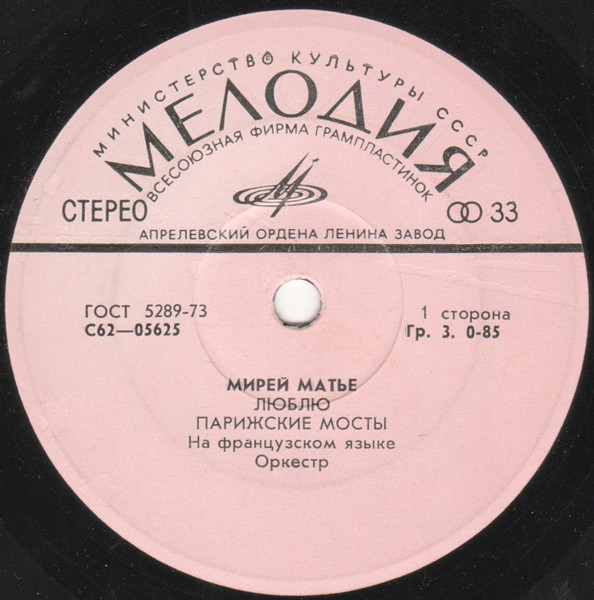 МИНИСТЕРСТВО КУЛЬТУРЫ СССР
МЕЛОДИЯ
ВСЕСОЮЗНАЯ ФИРМА ГРАМПЛАСТИНОК
СТЕРЕО 33
АПРЕЛЕВСКИЙ ОРДЕНА ЛЕНИНА ЗАВОД
ГОСТ 5289-73 1 сторона
С62—05625 Гр. 3. 0-85
МИРЕЙ МАТЬЕ
ЛЮБЛЮ
ПАРИЖСКИЕ МОСТЫ
На французском языке
Оркестр